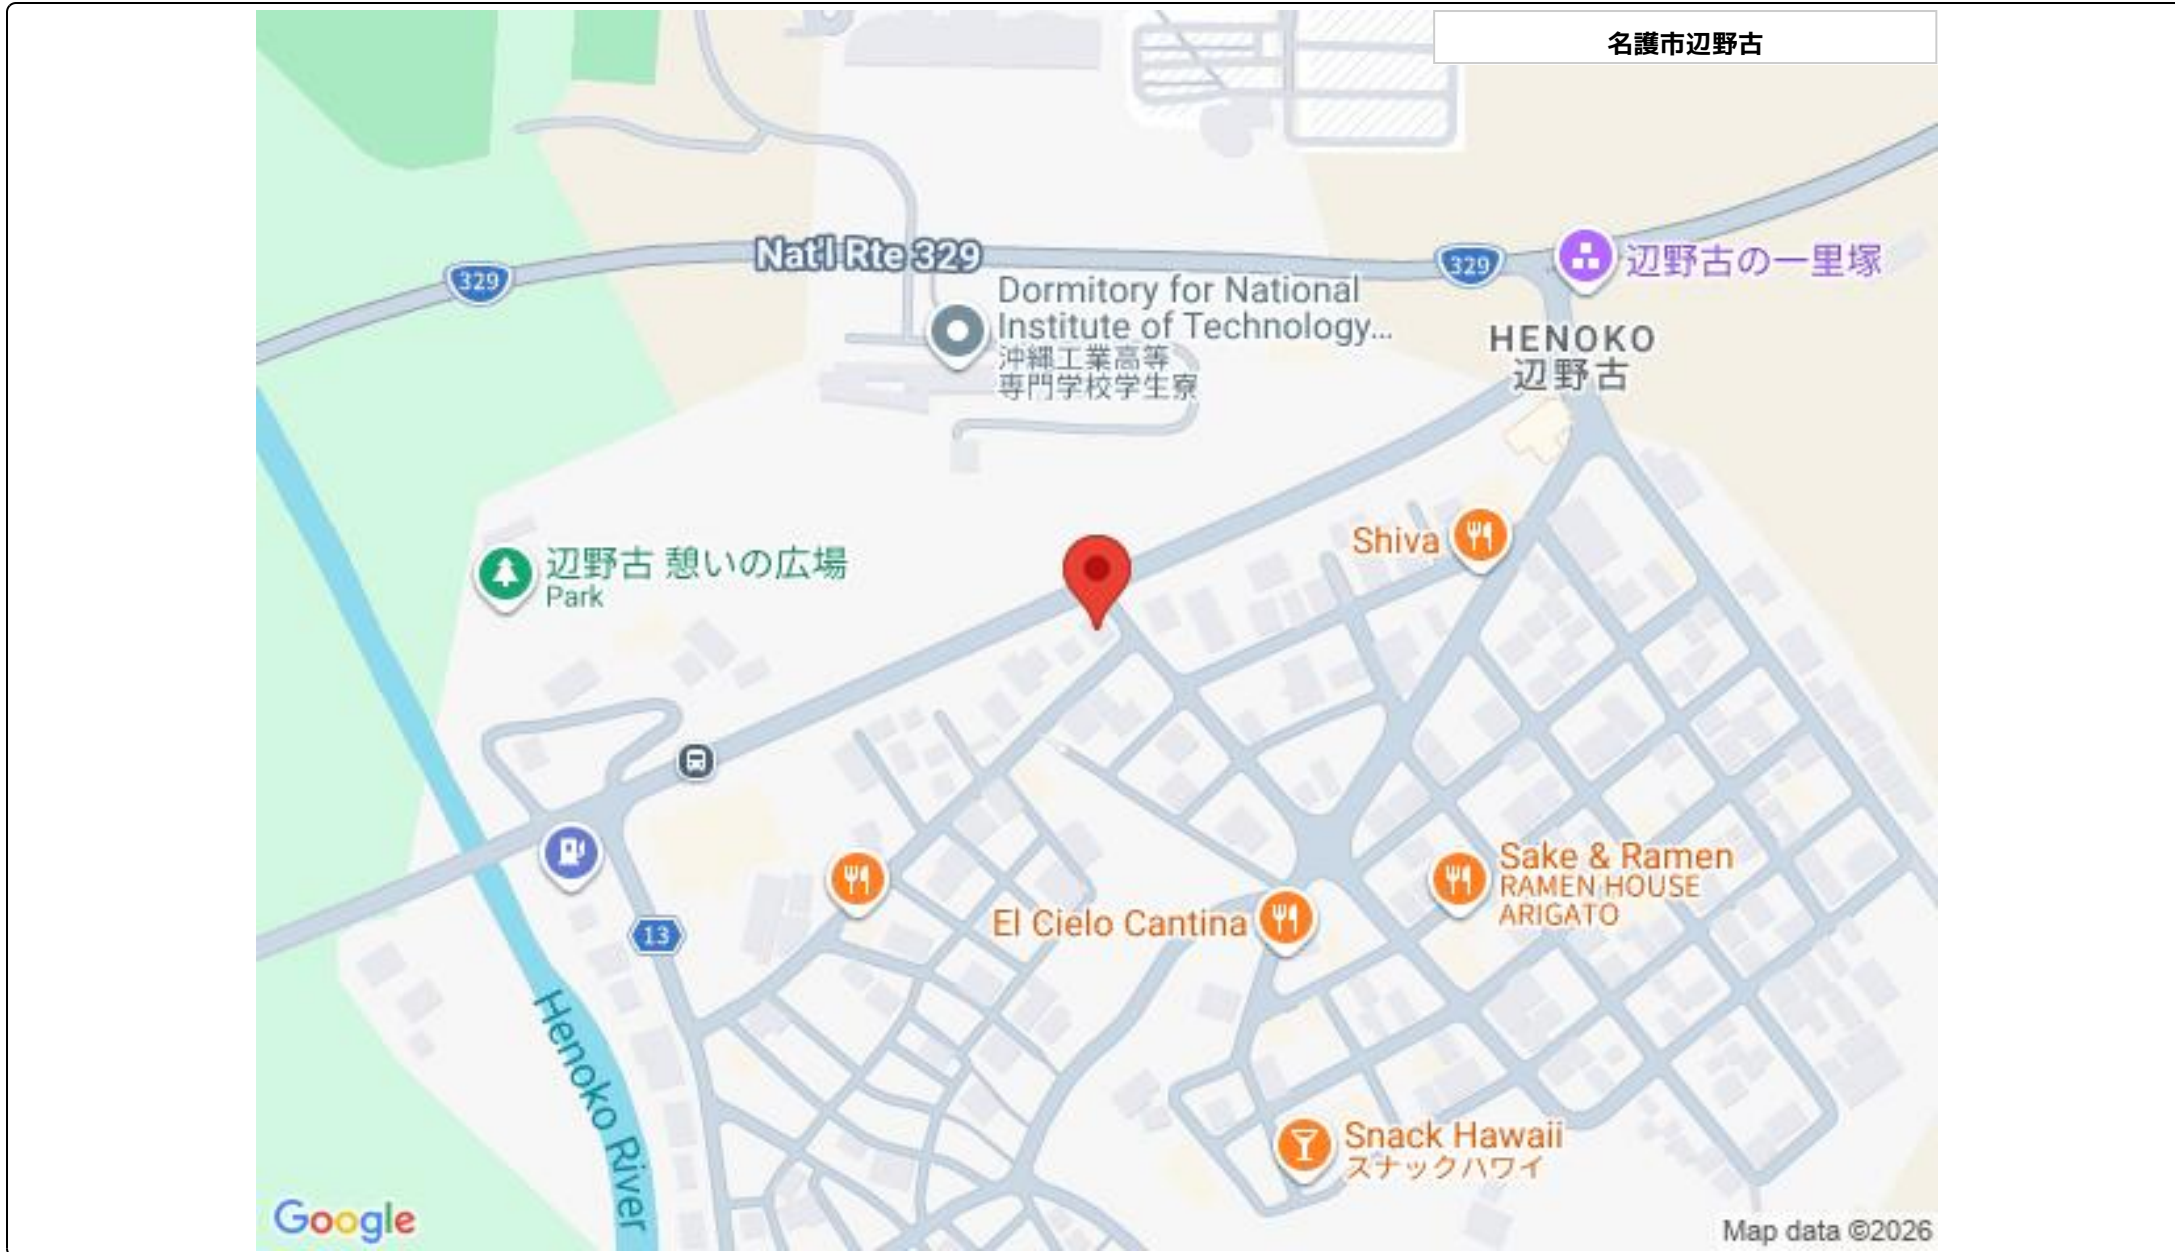 名護市辺野古
Nat'l Rte 329
329
329
辺野古の一里塚
Dormitory for National
Institute of Technology...
沖縄工業高等
専門学校学生寮
HENOKO
辺野古
Shiva
辺野古 憩いの広場
Park
13
Sake & Ramen
RAMEN HOUSE
ARIGATO
El Cielo Cantina
Henoko River
Snack Hawaii
スナックハワイ
Google
Map data ©2026